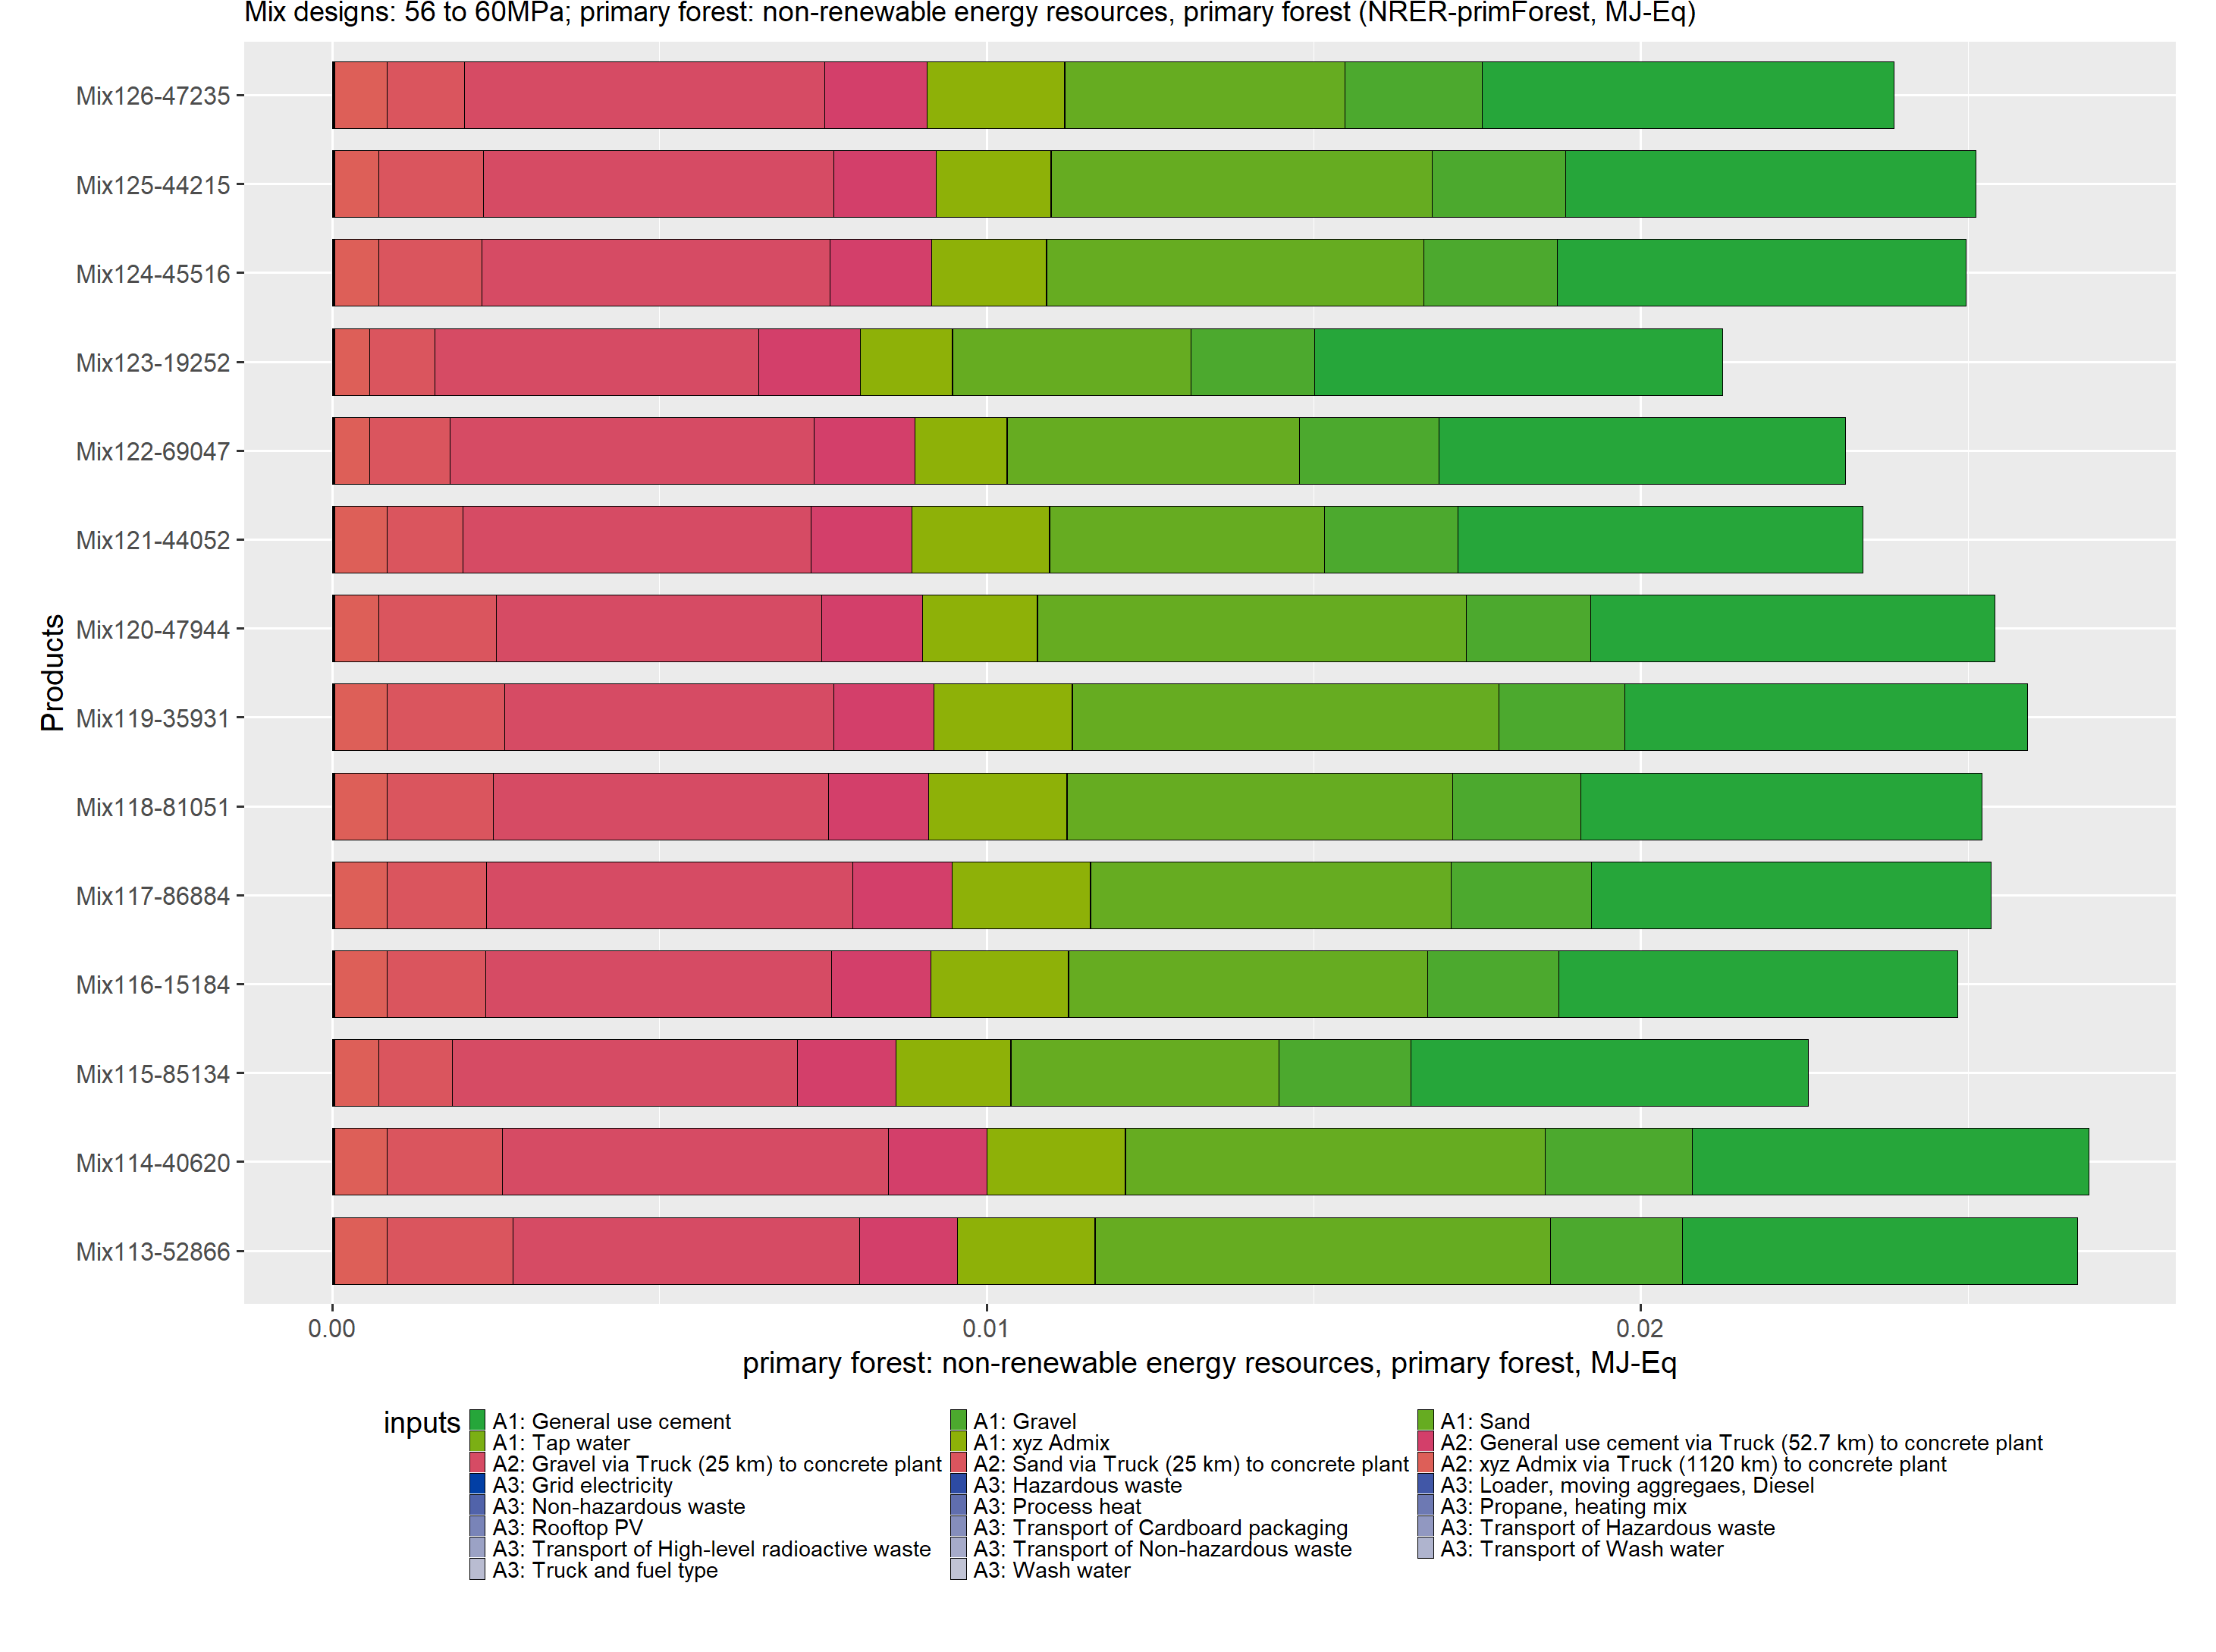 Mix designs: 56 to 60MPa; primary forest: non-renewable energy resources, primary forest (NRER-primForest, MJ-Eq)
Products
Mix126-47235
Mix125-44215
Mix124-45516
Mix123-19252
Mix122-69047
Mix121-44052
Mix120-47944
Mix119-35931
Mix118-81051
Mix117-86884
Mix116-15184
Mix115-85134
Mix114-40620
Mix113-52866
0.00 0.01 0.02
primary forest: non-renewable energy resources, primary forest, MJ-Eq
inputs
A1: General use cement A1: Gravel A1: Sand
A1: Tap water A1: xyz Admix A2: General use cement via Truck (52.7 km) to concrete plant
A2: Gravel via Truck (25 km) to concrete plant A2: Sand via Truck (25 km) to concrete plant A2: xyz Admix via Truck (1120 km) to concrete plant
A3: Grid electricity A3: Hazardous waste A3: Loader, moving aggregaes, Diesel
A3: Non-hazardous waste A3: Process heat A3: Propane, heating mix
A3: Rooftop PV A3: Transport of Cardboard packaging A3: Transport of Hazardous waste
A3: Transport of High-level radioactive waste A3: Transport of Non-hazardous waste A3: Transport of Wash water
A3: Truck and fuel type A3: Wash water